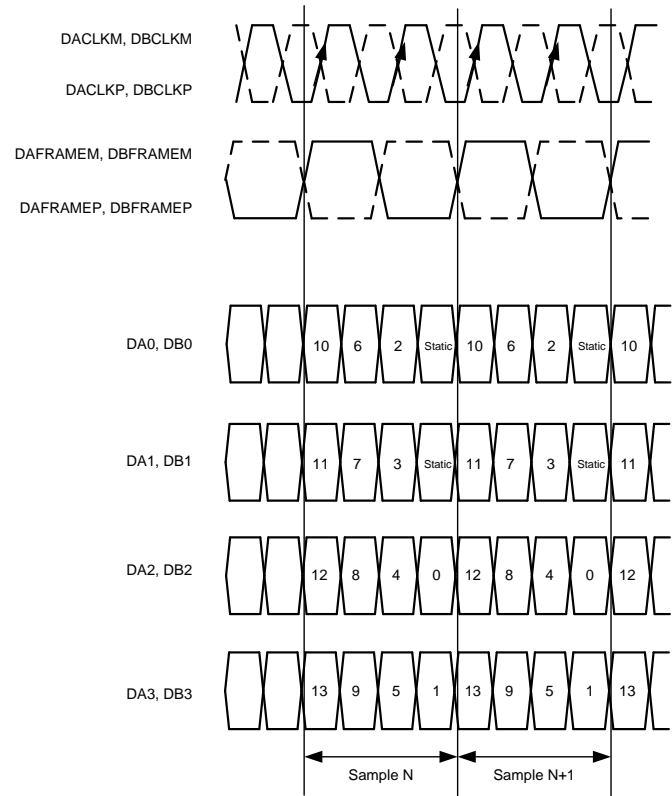 DACLKM, DBCLKM
DACLKP, DBCLKP
DAFRAMEM, DBFRAMEM
DAFRAMEP, DBFRAMEP
DA0, DB0 10 6 2 Static 10 6 2 Static 10
DA1, DB1 11 7 3 Static 11 7 3 Static 11
DA2, DB2 12 8 4 0 12 8 4 0 12
DA3, DB3 13 9 5 1 13 9 5 1 13
Sample N Sample N+1